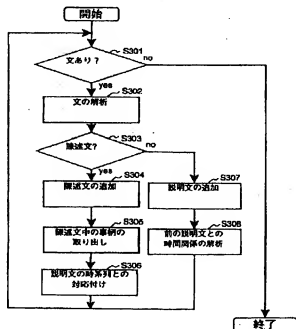 開始
S301
文あり?
no
yes
S302
文の解析
S303
陳述文?
no
yes
S304
陳述文の追加
S307
説明文の追加
S305
陳述文中の事柄の
取り出し
S308
前の説明文との
時間関係の解析
S306
説明文の時系列との
対応付け
終了